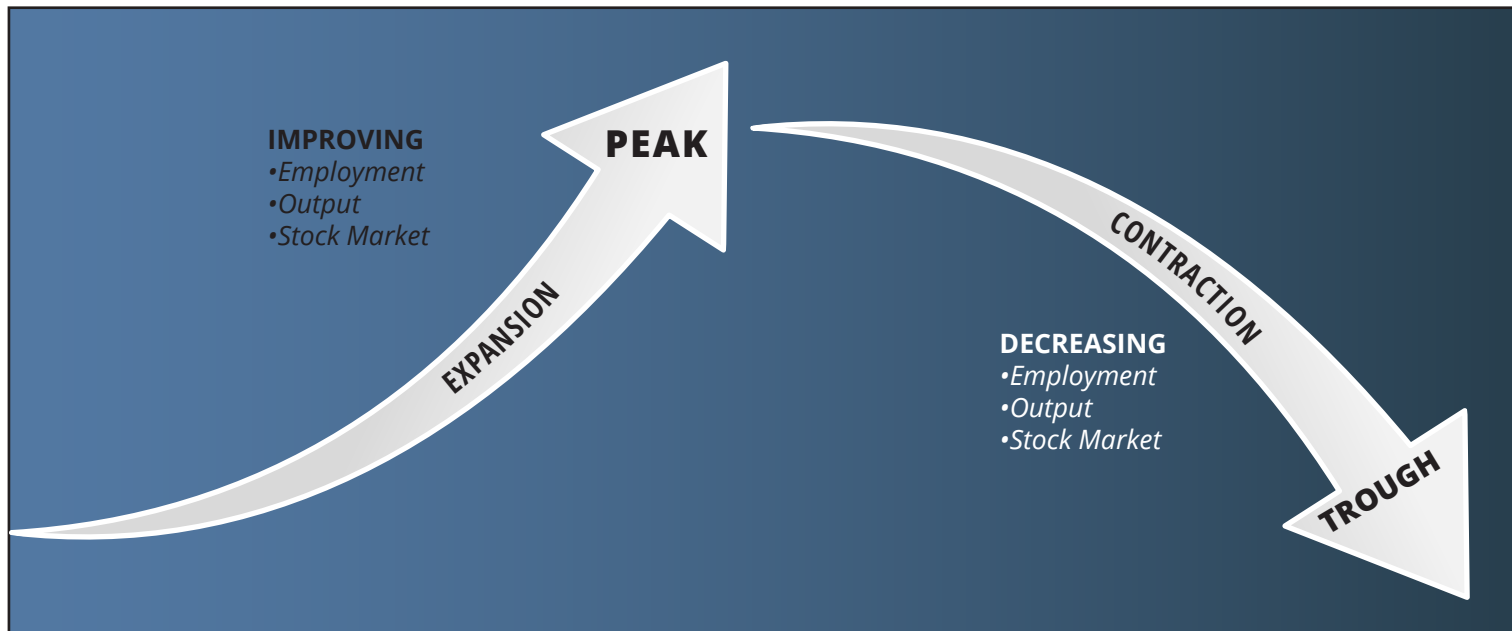 IMPROVING
•Employment
•Output
•Stock Market
EXPANSION
PEAK
CONTRACTION
DECREASING
•Employment
•Output
•Stock Market
TROUGH